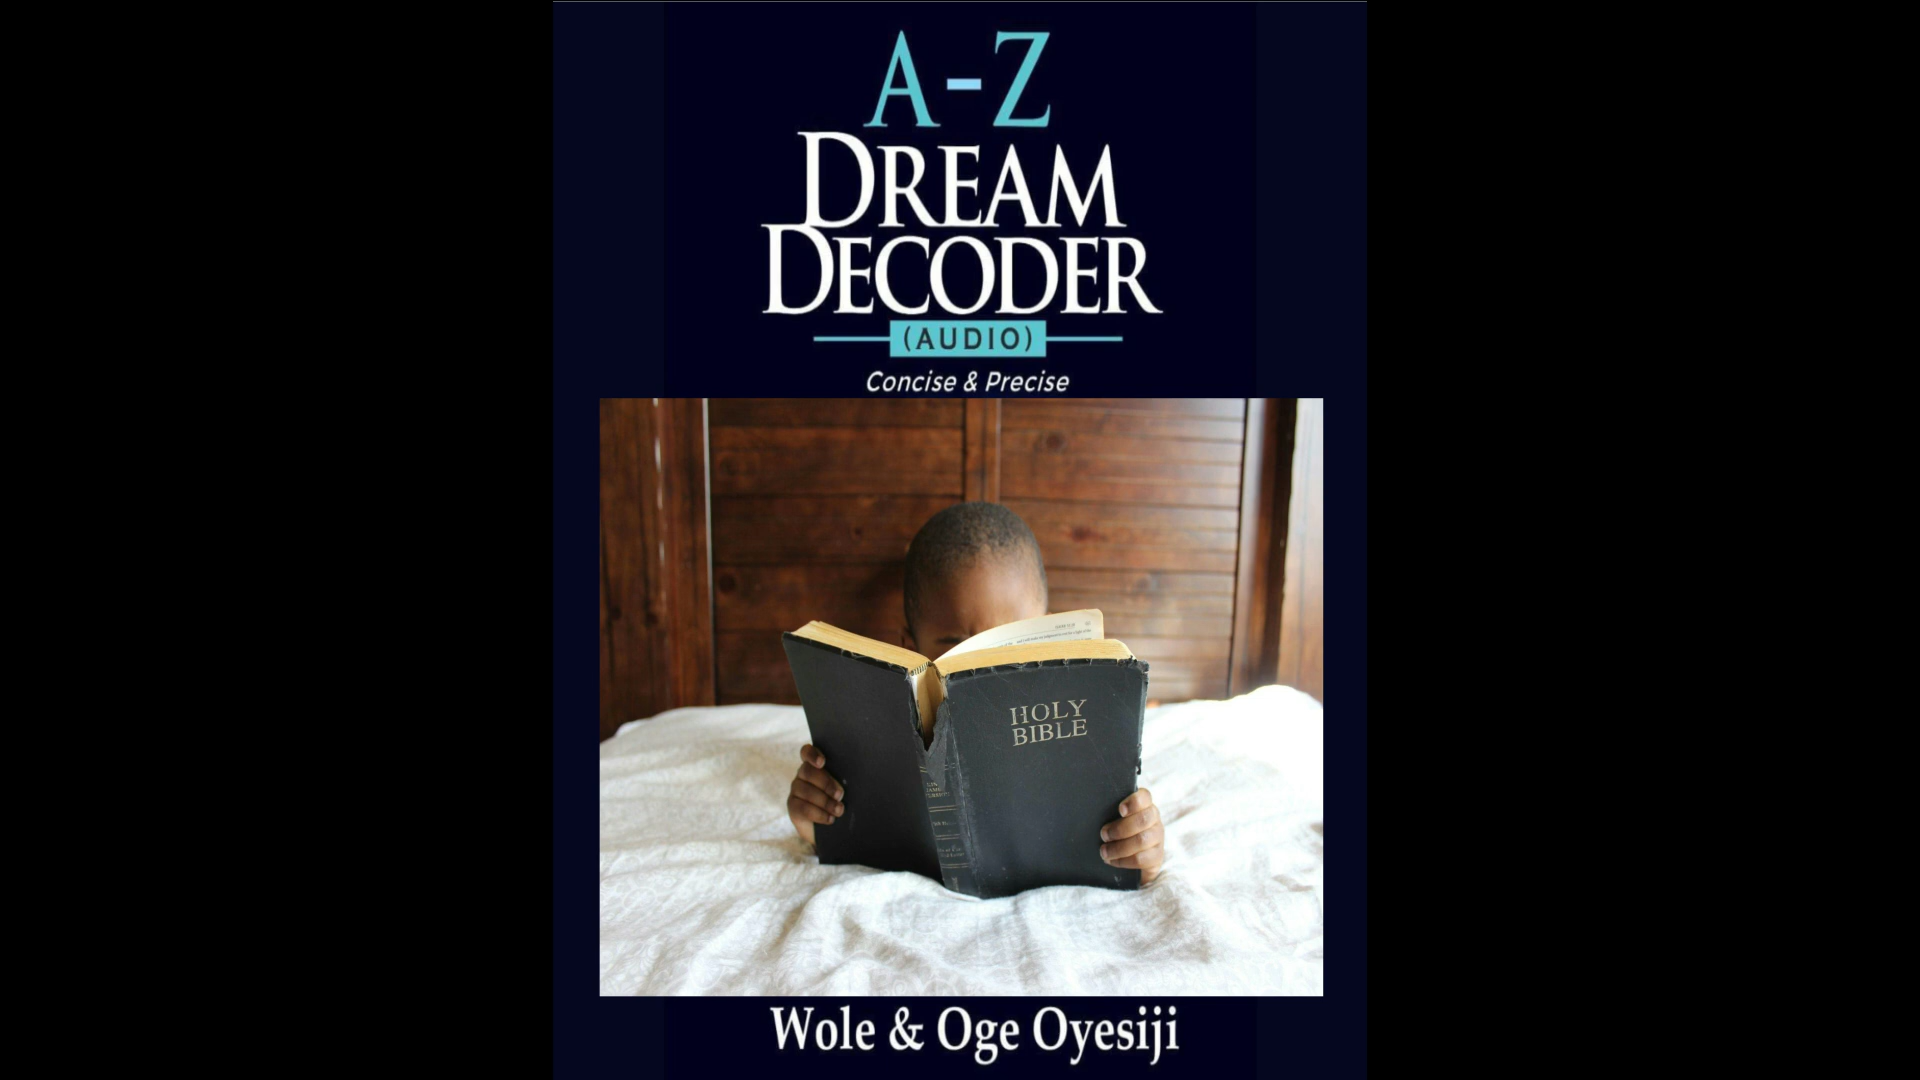 A-Z
DREAM
DECODER
(AUDIO)
Concise & Precise
HOLY
BIBLE
Wole & Oge Oyesiji